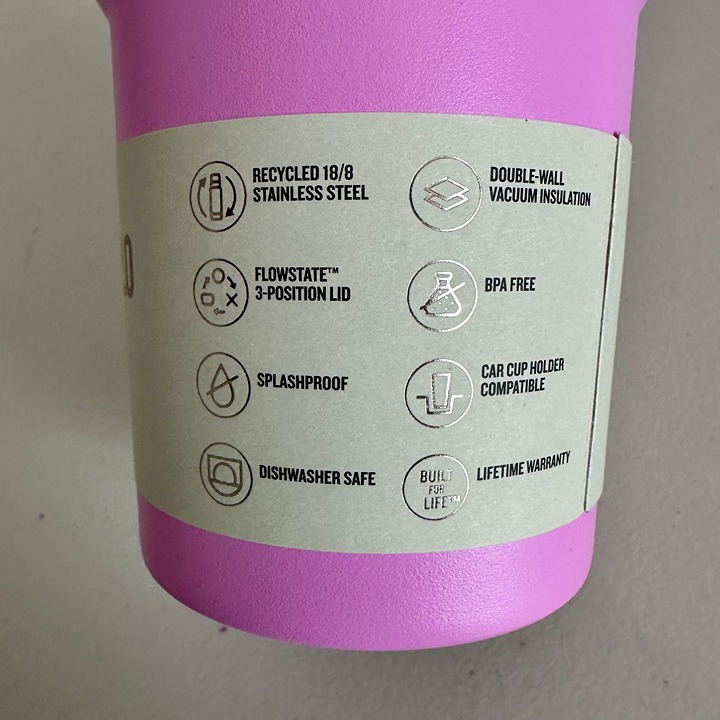 RECYCLED 18/8
STAINLESS STEEL
DOUBLE-WALL
VACUUM INSULATION
FLOWSTATE™
3-POSITION LID
BPA FREE
SPLASHPROOF
CAR CUP HOLDER
COMPATIBLE
DISHWASHER SAFE
BUILT
FOR
LIFE™
LIFETIME WARRANTY